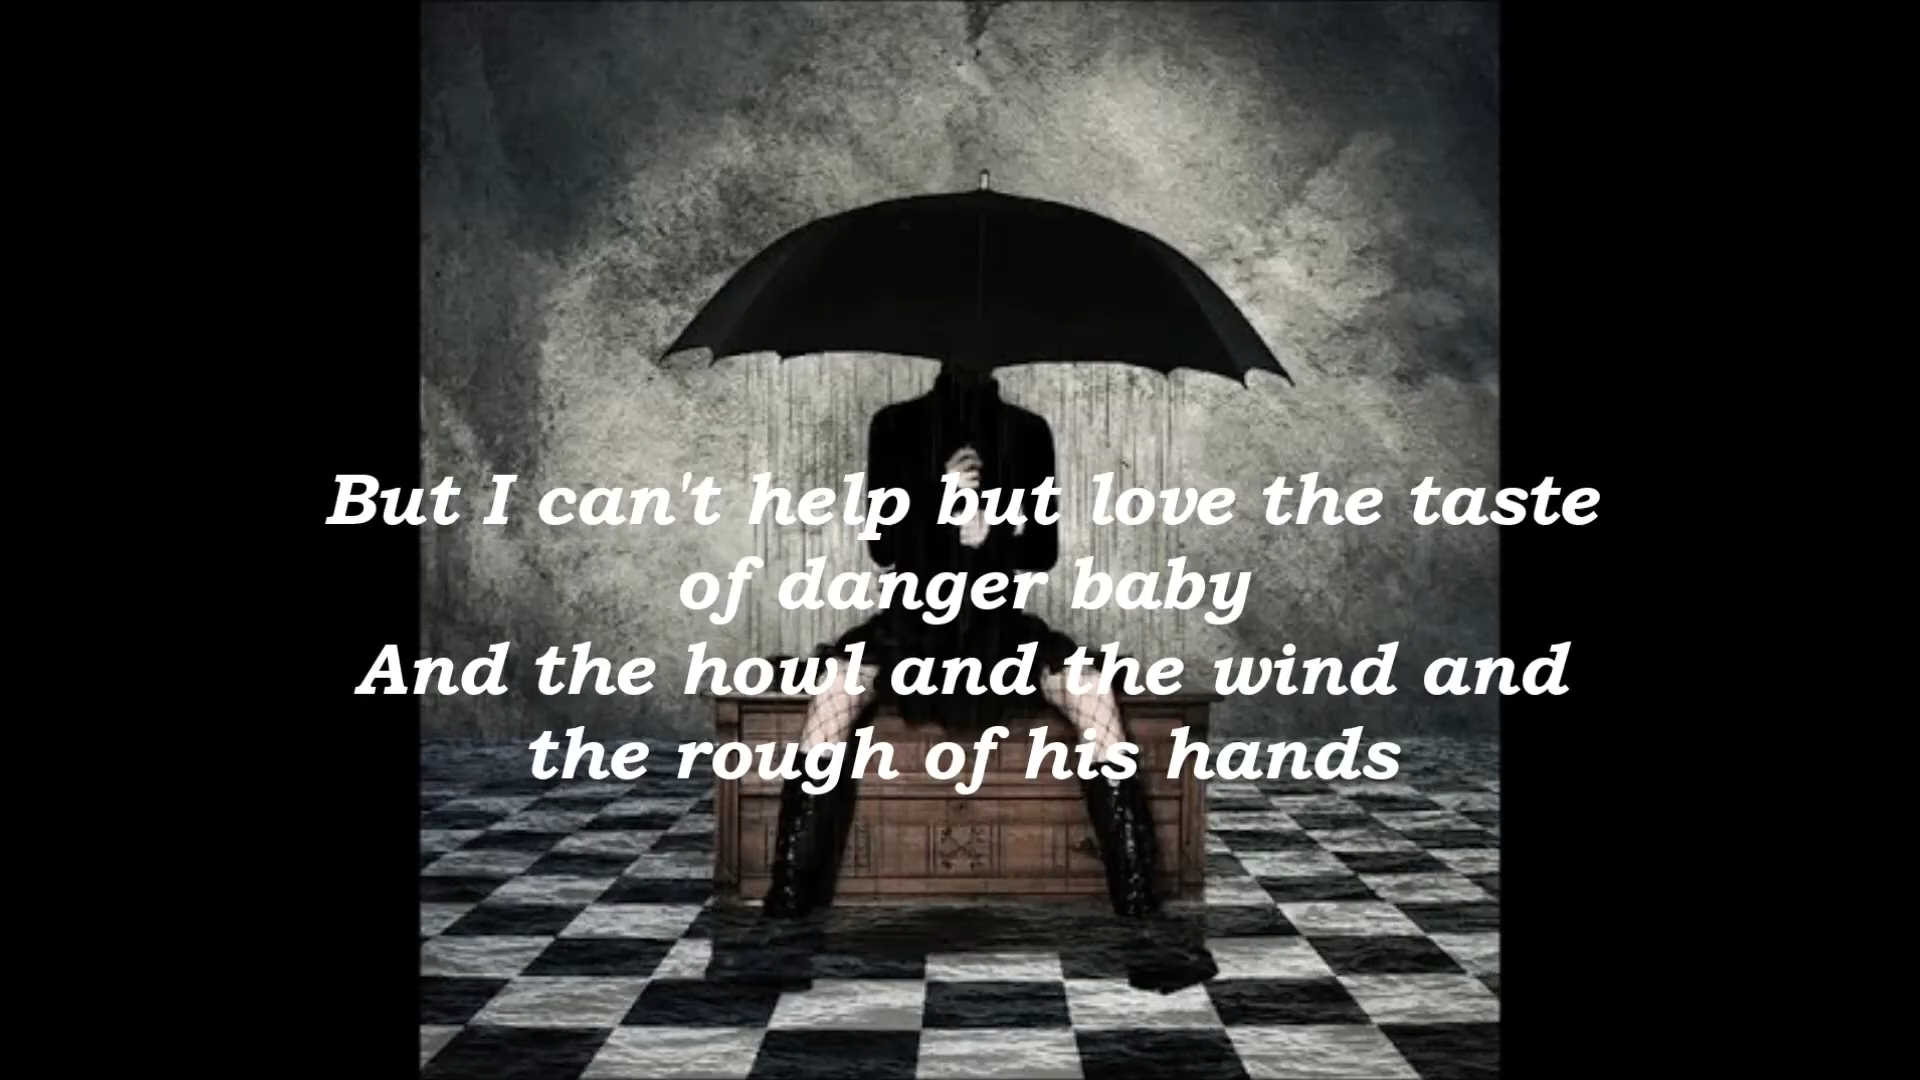 But I can't help but love the taste
of danger baby
And the howl and the wind and
the rough of his hands